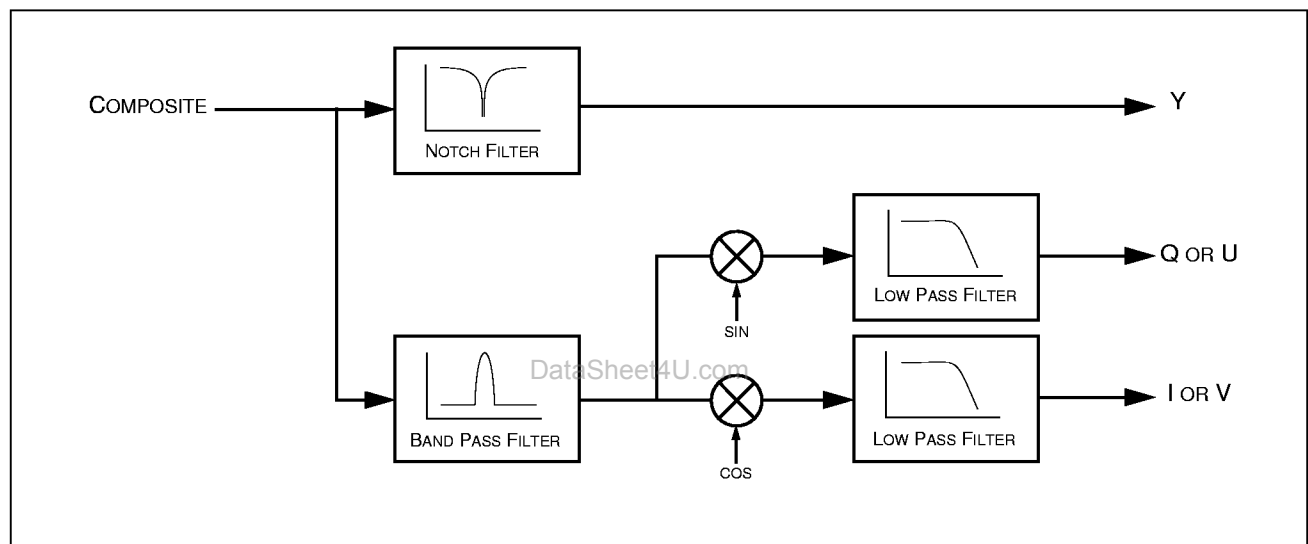 COMPOSITE
NOTCH FILTER
Y
SIN
LOW PASS FILTER
Q OR U
BAND PASS FILTER
DataSheet4U.com
COS
LOW PASS FILTER
I OR V